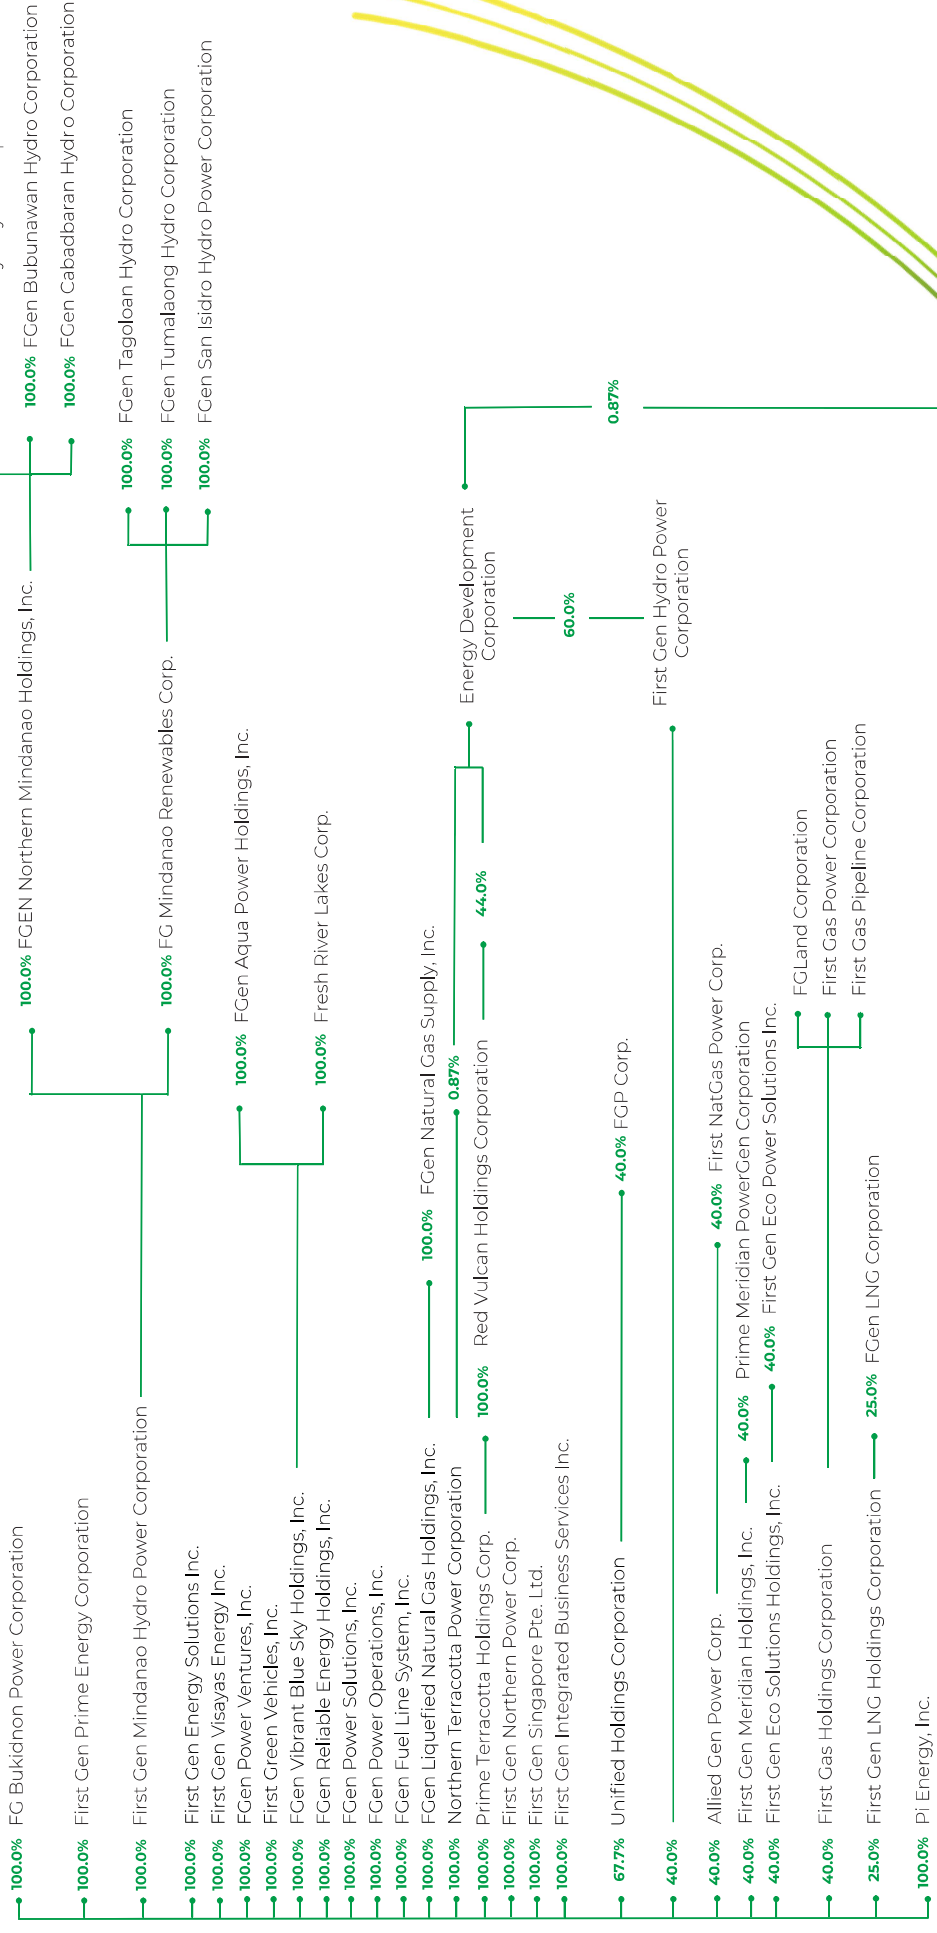 100.0% FG Bukidnon Power Corporation
100.0% First Gen Prime Energy Corporation
100.0% First Gen Mindanao Hydro Power Corporation
100.0% FGEN Northern Mindanao Holdings, Inc.
100.0% FGen Bubunawan Hydro Corporation
100.0% FGen Cabadbaran Hydro Corporation
100.0% FG Mindanao Renewables Corp.
100.0% FGen Tagoloan Hydro Corporation
100.0% FGen Tumalaong Hydro Corporation
100.0% FGen San Isidro Hydro Power Corporation
100.0% First Gen Energy Solutions Inc.
100.0% First Gen Visayas Energy Inc.
100.0% FGen Power Ventures, Inc.
100.0% First Green Vehicles, Inc.
100.0% FGen Vibrant Blue Sky Holdings, Inc.
100.0% FGen Aqua Power Holdings, Inc.
100.0% Fresh River Lakes Corp.
100.0% FGen Reliable Energy Holdings, Inc.
100.0% FGen Power Solutions, Inc.
100.0% FGen Power Operations, Inc.
100.0% FGen Fuel Line System, Inc.
100.0% FGen Liquefied Natural Gas Holdings, Inc.
100.0% FGen Natural Gas Supply, Inc.
100.0% Northern Terracotta Power Corporation
0.87%
100.0% Prime Terracotta Holdings Corp.
100.0% Red Vulcan Holdings Corporation
44.0%
Energy Development
Corporation
0.87%
60.0%
100.0% First Gen Northern Power Corp.
100.0% First Gen Singapore Pte. Ltd.
100.0% First Gen Integrated Business Services Inc.
67.7% Unified Holdings Corporation
40.0% FGP Corp.
40.0%
First Gen Hydro Power
Corporation
40.0% Allied Gen Power Corp.
40.0% First NatGas Power Corp.
40.0% First Gen Meridian Holdings, Inc.
40.0% Prime Meridian PowerGen Corporation
40.0% First Gen Eco Solutions Holdings, Inc.
40.0% First Gen Eco Power Solutions Inc.
40.0% First Gas Holdings Corporation
FGLand Corporation
First Gas Power Corporation
First Gas Pipeline Corporation
25.0% First Gen LNG Holdings Corporation
25.0% FGen LNG Corporation
100.0% Pi Energy, Inc.